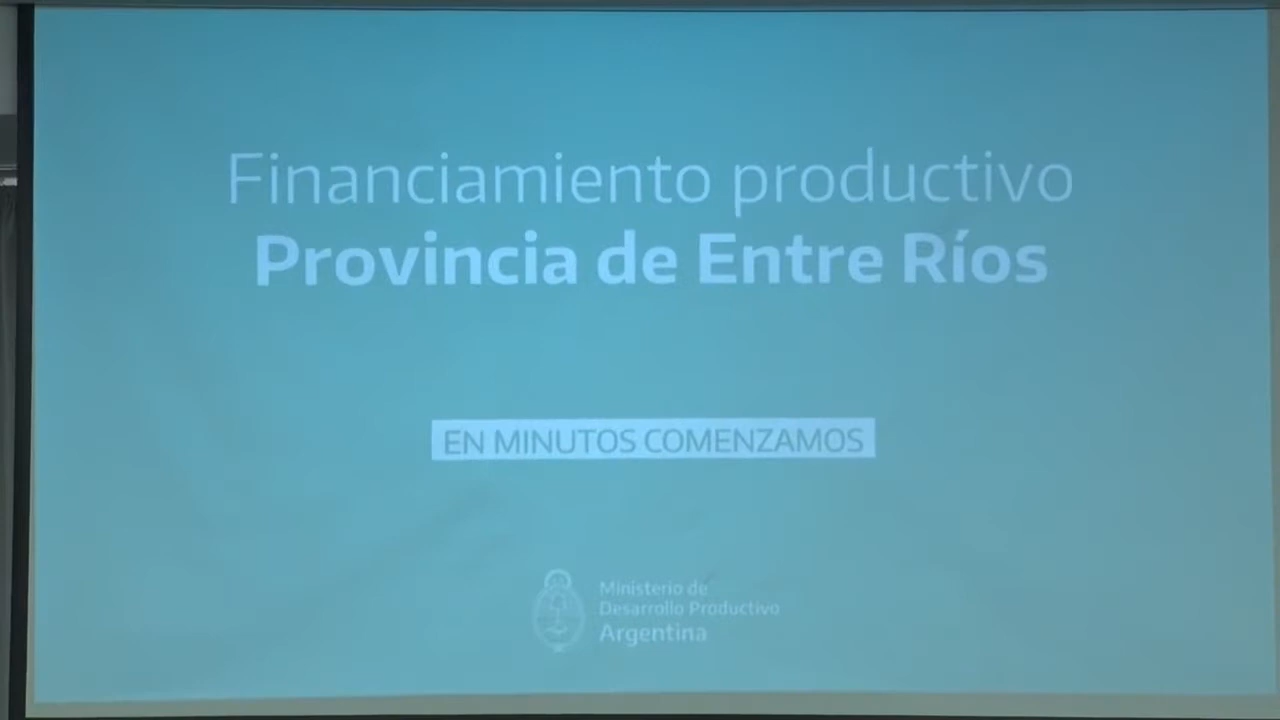 Financiamiento productivo
Provincia de Entre Ríos
EN MINUTOS COMENZAMOS
Ministerio de
Desarrollo Productivo
Argentina